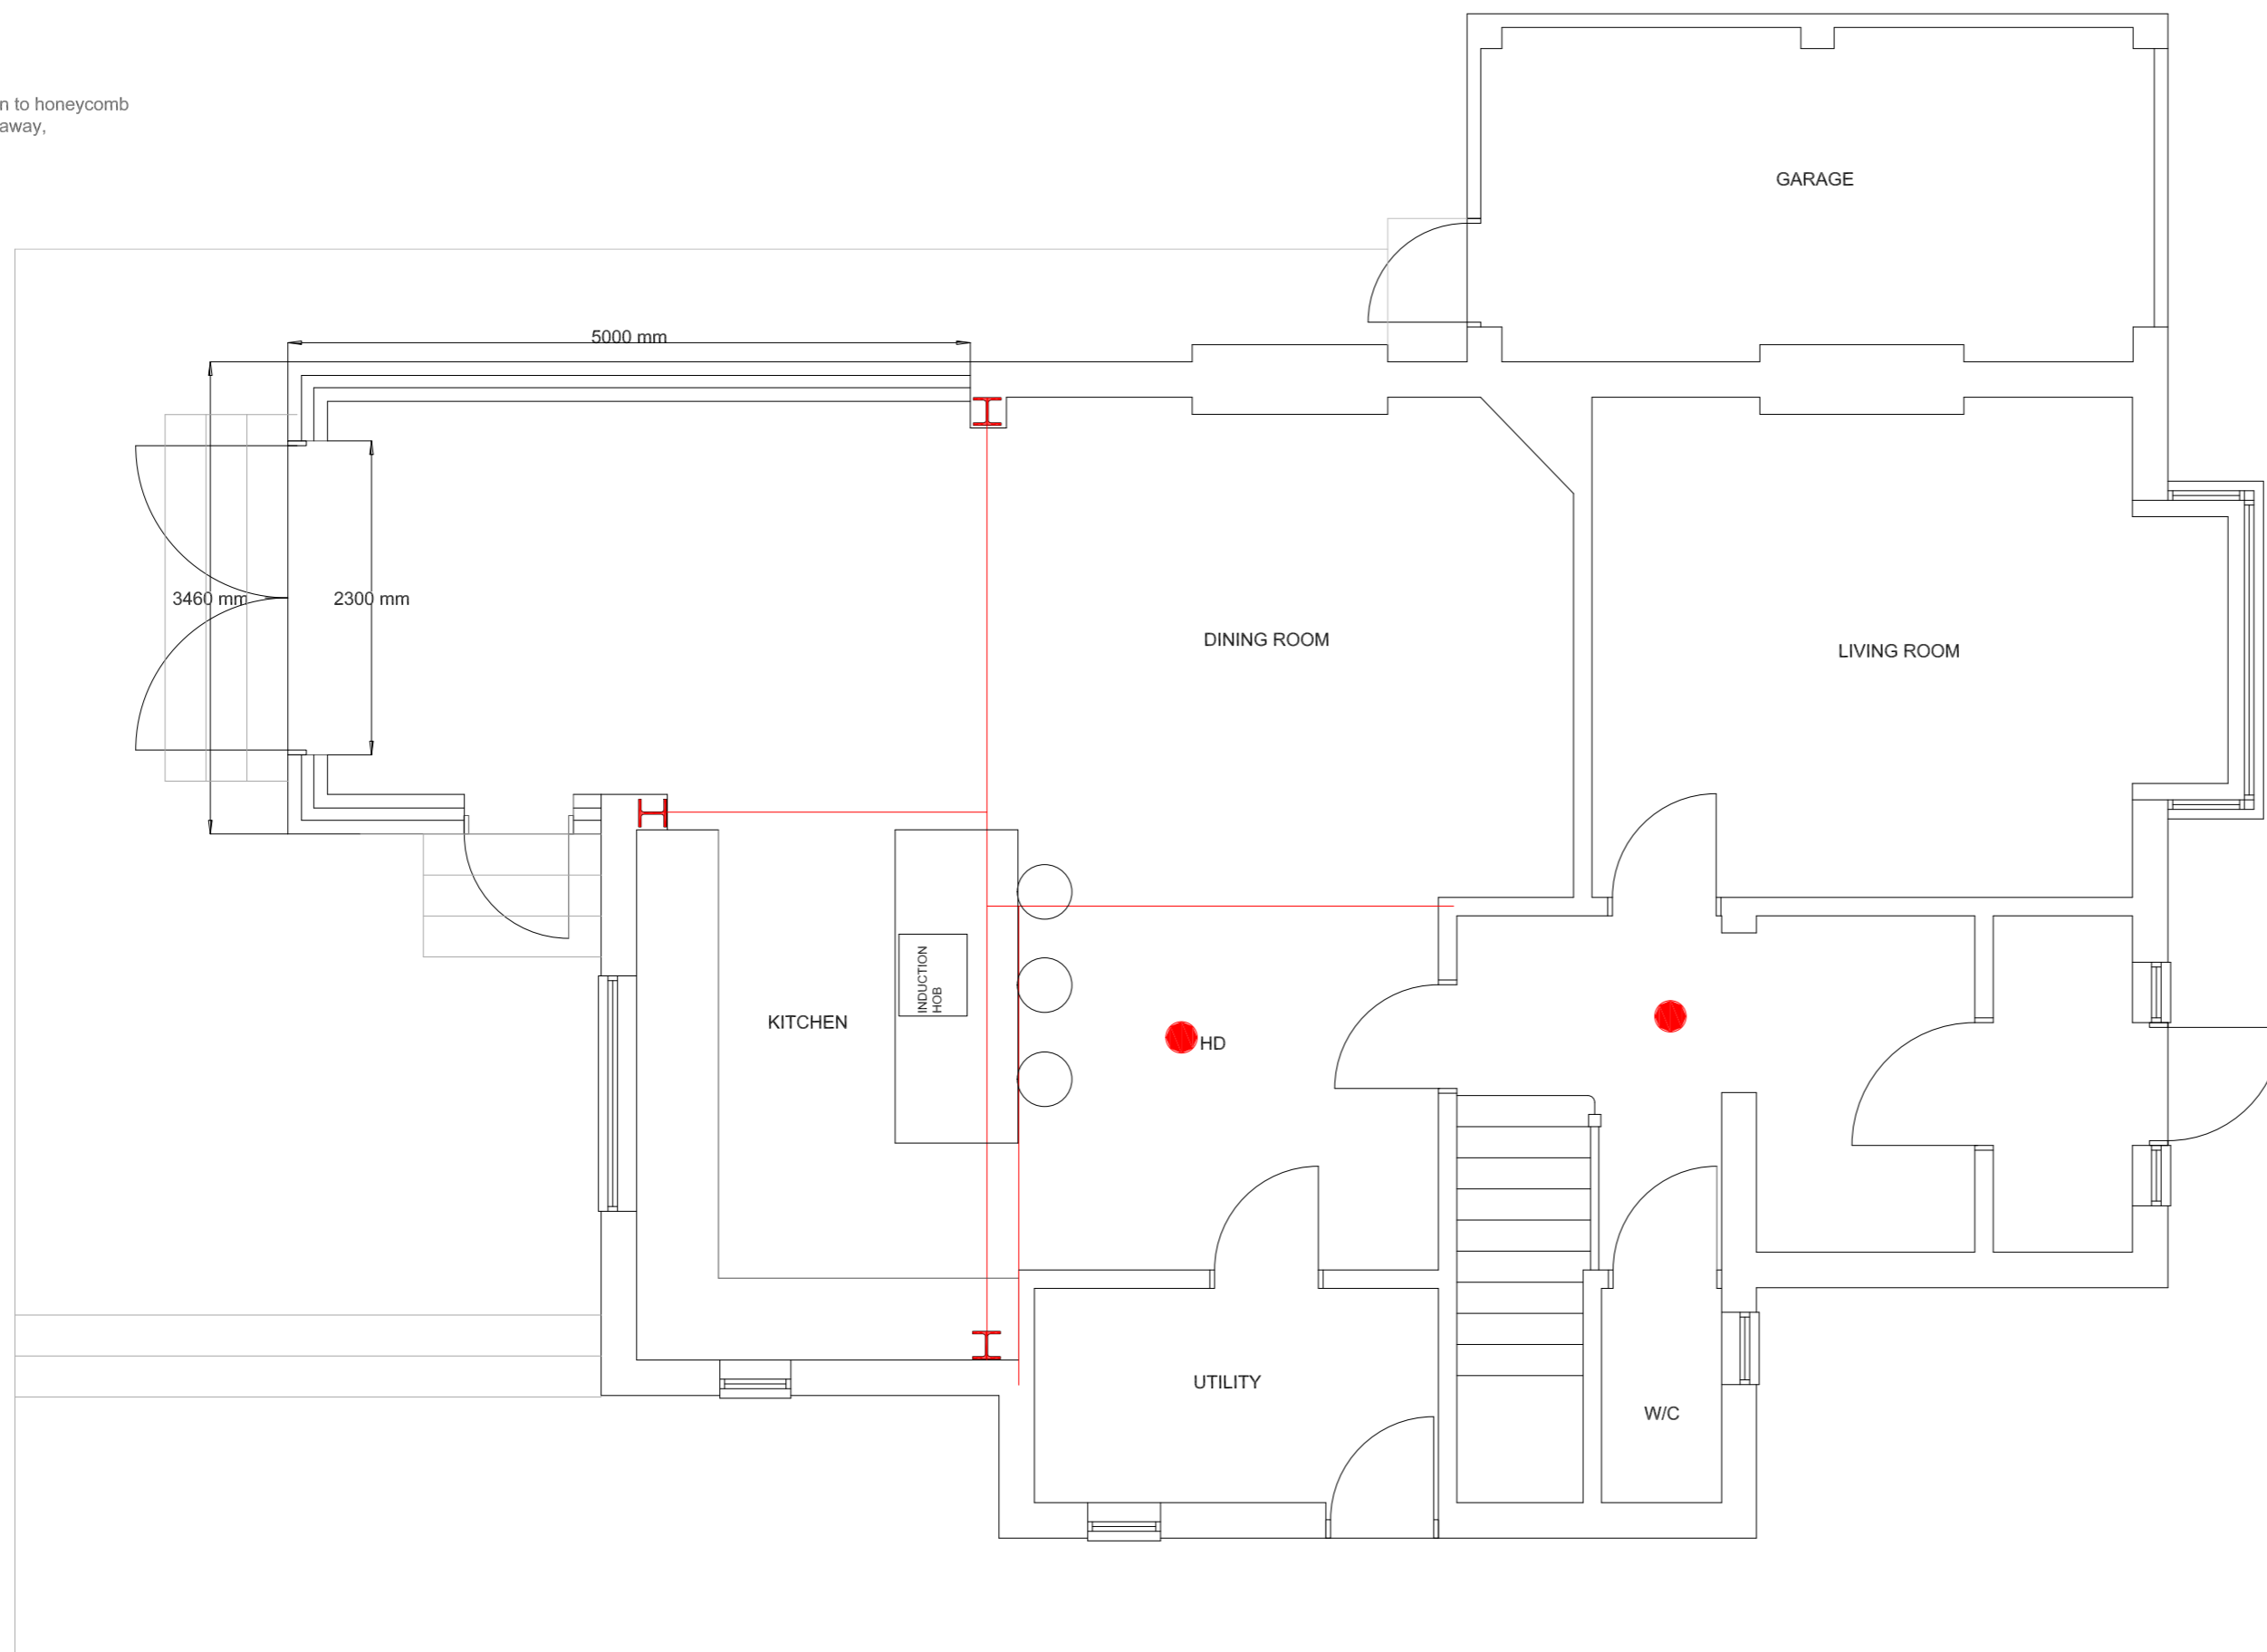 n to honeycomb
away,
GARAGE
5000 mm
3460 mm
2300 mm
DINING ROOM
LIVING ROOM
INDUCTION
HOB
KITCHEN
HD
UTILITY
W/C